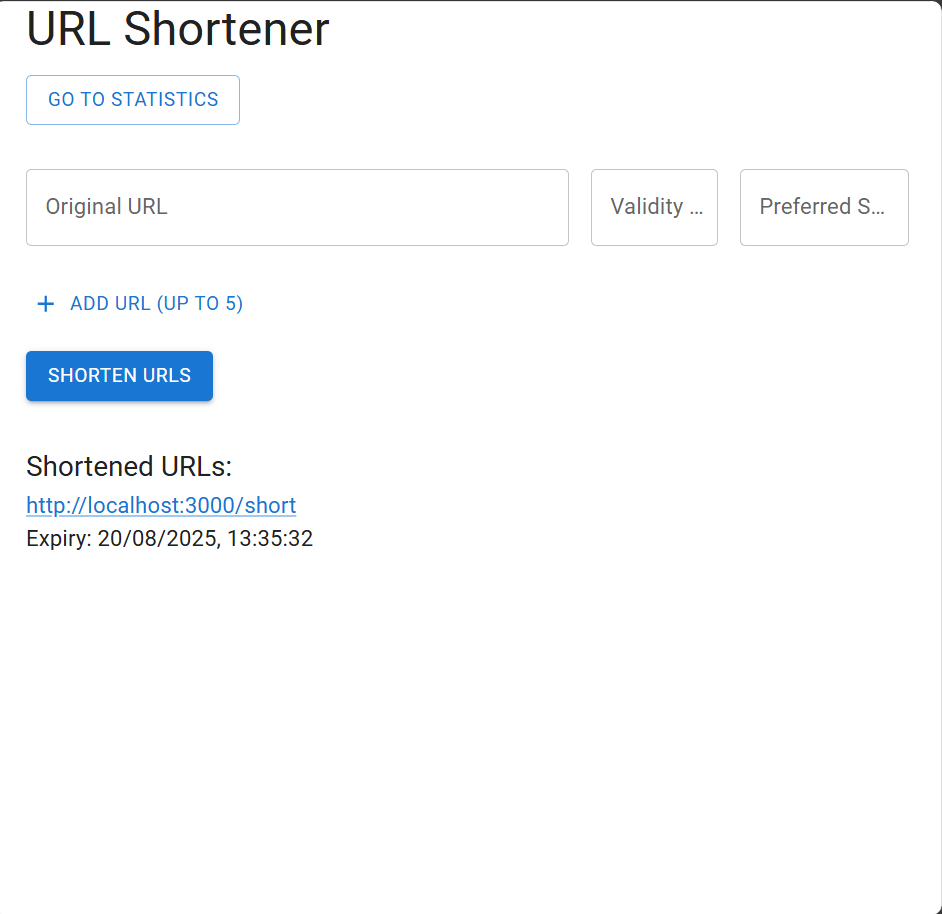 URL Shortener
GO TO STATISTICS
Original URL
Validity ...
Preferred S...
+ ADD URL (UP TO 5)
SHORTEN URLS
Shortened URLs:
http://localhost:3000/short
Expiry: 20/08/2025, 13:35:32